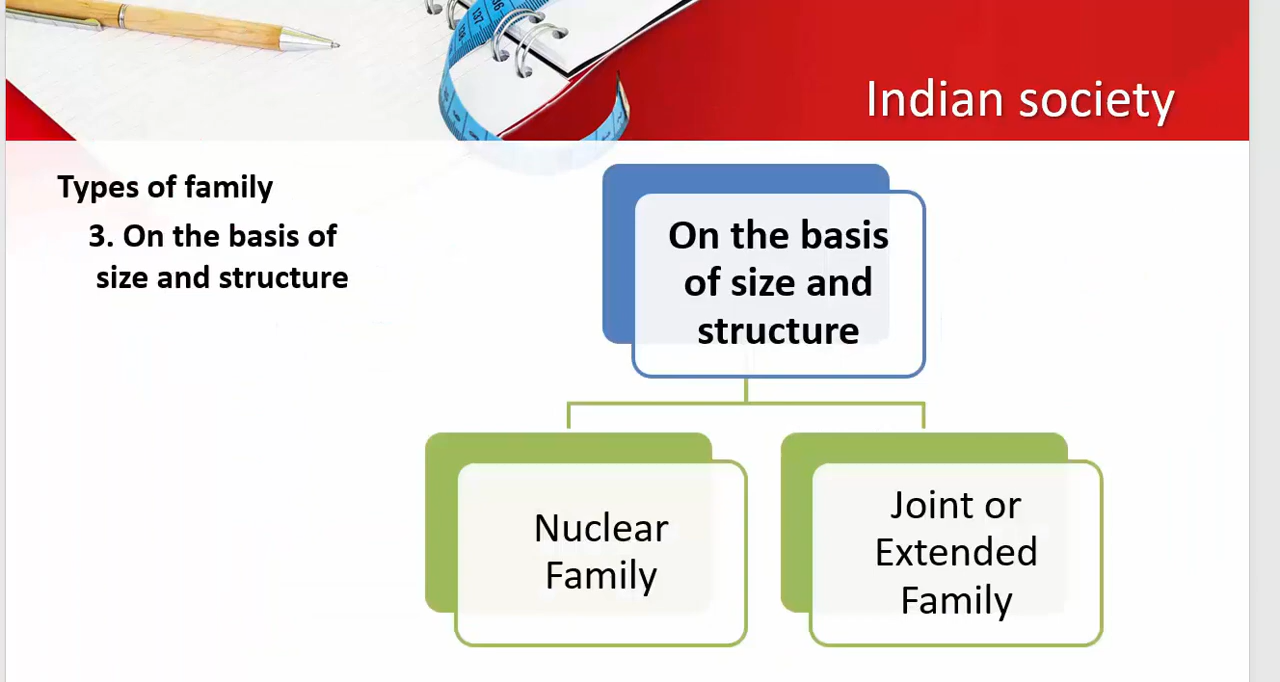 Indian society
Types of family
3. On the basis of
size and structure
On the basis
of size and
structure
Nuclear
Family
Joint or
Extended
Family